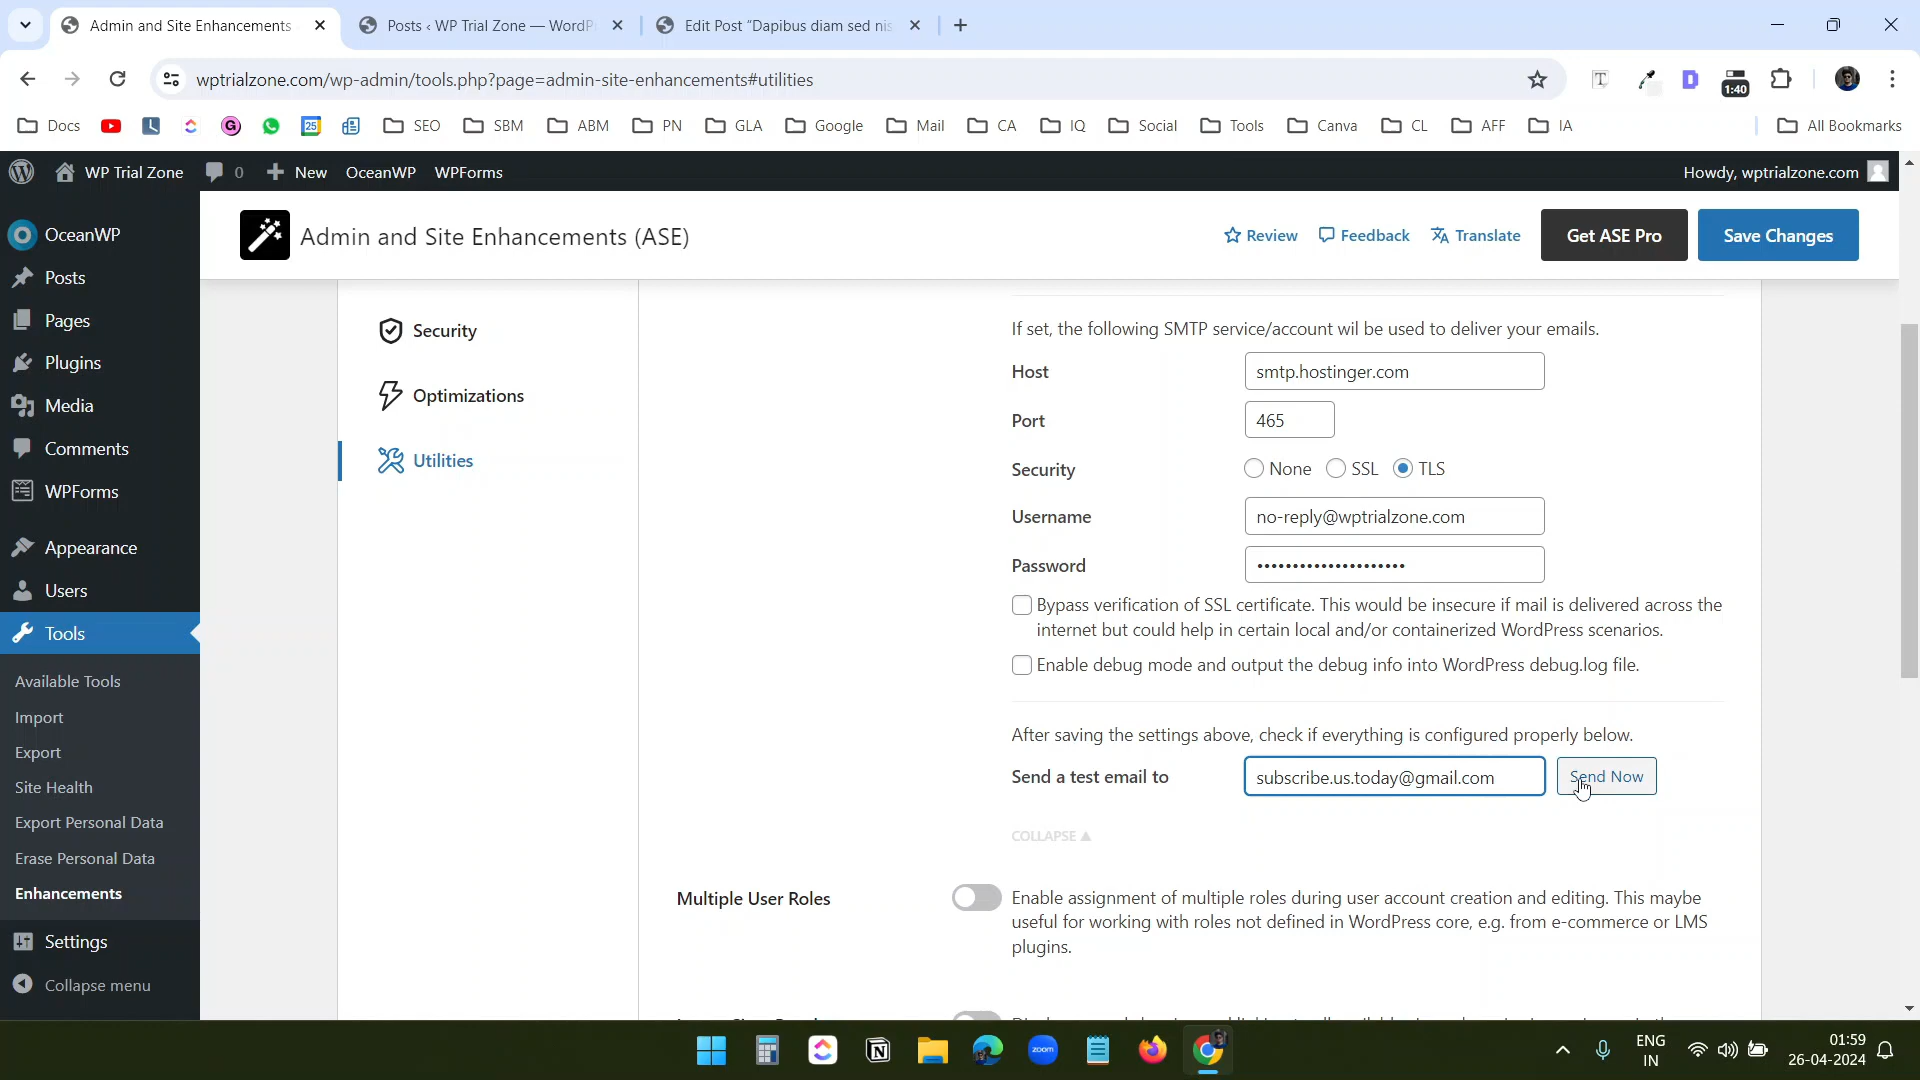 Admin and Site Enhancements
Posts ‹ WP Trial Zone — WordP
Edit Post "Dapibus diam sed nis
wptrialzone.com/wp-admin/tools.php?page=admin-site-enhancements#utilities
1:40
Docs
SEO
SBM
ABM
PN
GLA
Google
Mail
CA
IQ
Social
Tools
Canva
CL
AFF
IA
All Bookmarks
WP Trial Zone
0
New
OceanWP
WPForms
Howdy, wptrialzone.com
OceanWP
Posts
Pages
Plugins
Media
Comments
WPForms
Appearance
Users
Tools
Available Tools
Import
Export
Site Health
Export Personal Data
Erase Personal Data
Enhancements
Settings
Collapse menu
Admin and Site Enhancements (ASE)
Review
Feedback
Translate
Get ASE Pro
Save Changes
Security
Optimizations
Utilities
If set, the following SMTP service/account wil be used to deliver your emails.
Host
smtp.hostinger.com
Port
465
Security
None
SSL
TLS
Username
no-reply@wptrialzone.com
Password
•••••••••••••••••••••
Bypass verification of SSL certificate. This would be insecure if mail is delivered across the
internet but could help in certain local and/or containerized WordPress scenarios.
Enable debug mode and output the debug info into WordPress debug.log file.
After saving the settings above, check if everything is configured properly below.
Send a test email to
subscribe.us.today@gmail.com
Send Now
COLLAPSE ▲
Multiple User Roles
Enable assignment of multiple roles during user account creation and editing. This maybe
useful for working with roles not defined in WordPress core, e.g. from e-commerce or LMS
plugins.
zoom
ENG
IN
01:59
26-04-2024